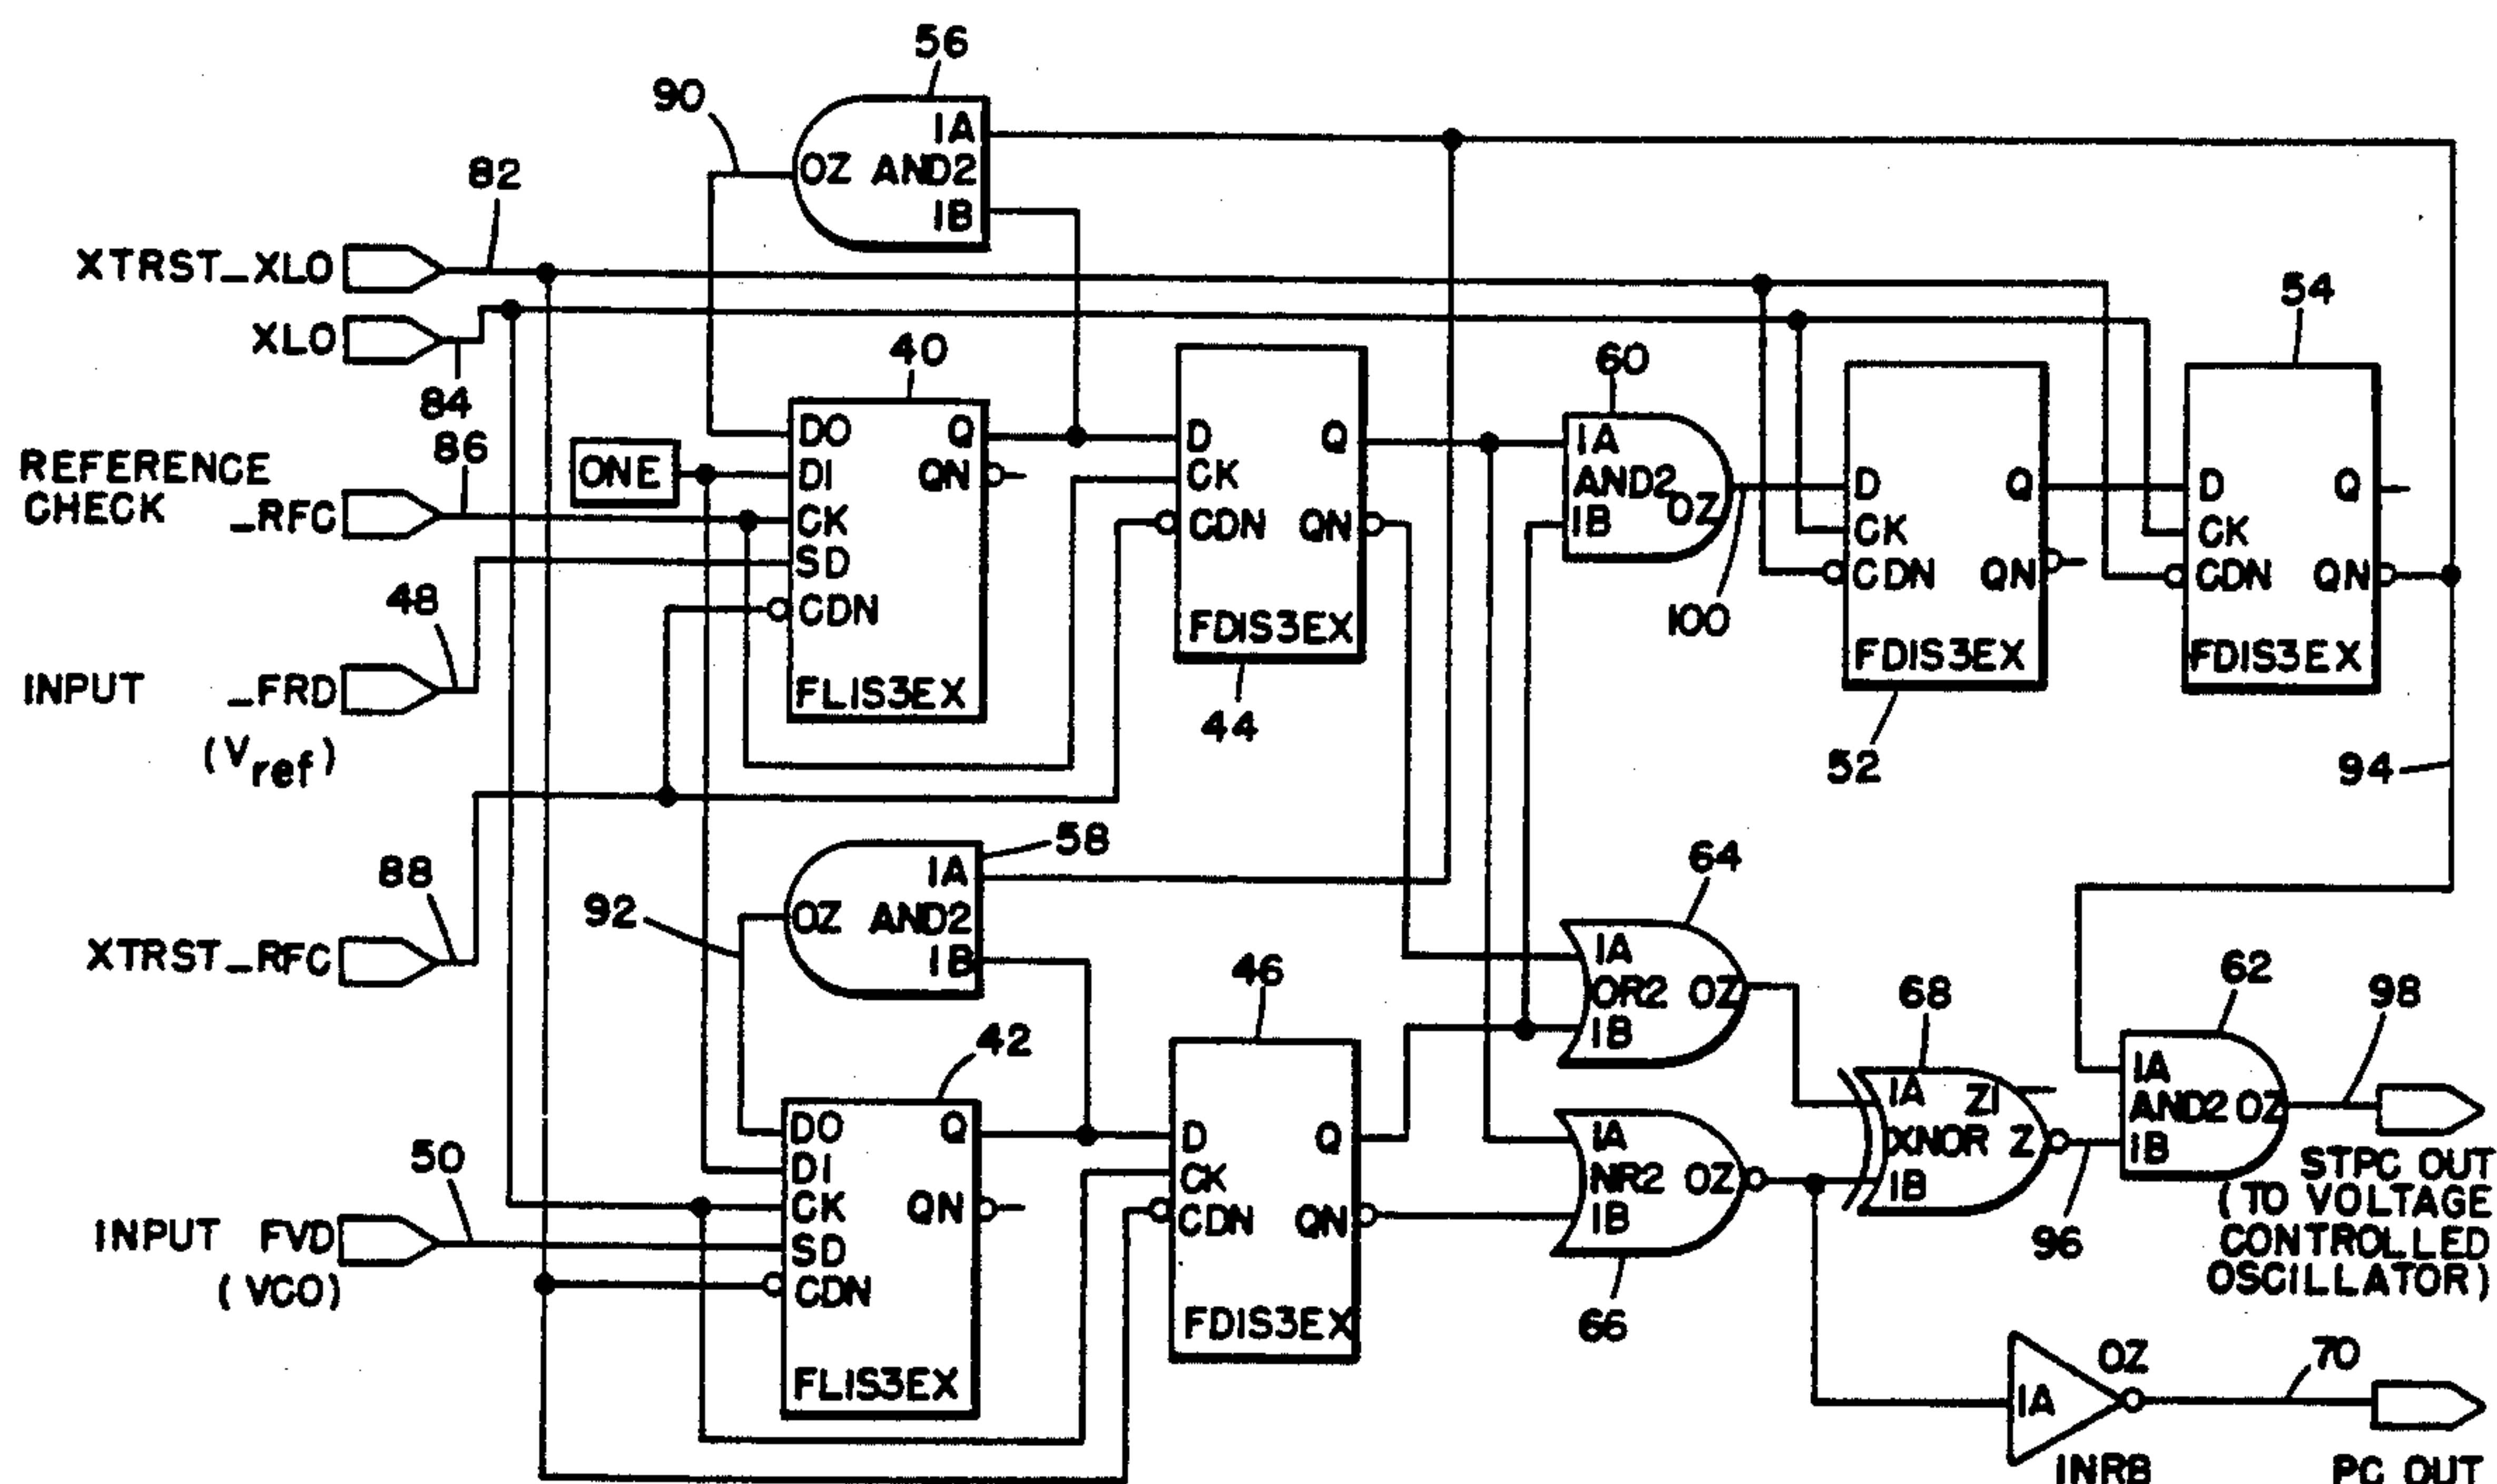 56
90
IA
OZ AND2
IB
82
XTRST_XLO
XLO
84
54
40
60
REFERENCE
CHECK _RFC
86
ONE
DO Q
DI QN
CK
SD
CDN
FLIS3EX
D Q
CK
CDN QN
FDIS3EX
44
IA
AND2 OZ
IB
100
D Q
CK
CDN QN
FDIS3EX
52
D Q
CK
CDN QN
FDIS3EX
94
48
INPUT _FRD
(Vref)
88
XTRST_RFC
58
IA
OZ AND2
IB
92
42
46
64
IA
OR2 OZ
IB
68
62
98
50
INPUT FVD
(VCO)
DO Q
DI
CK QN
SD
CDN
FLIS3EX
D Q
CK
CDN QN
FDIS3EX
IA
NR2 OZ
IB
66
IA ZI
XNOR Z
IB
96
IA
AND2 OZ
IB
STPC OUT
(TO VOLTAGE
CONTROLLED
OSCILLATOR)
OZ
IA
70
INRB
PC OUT